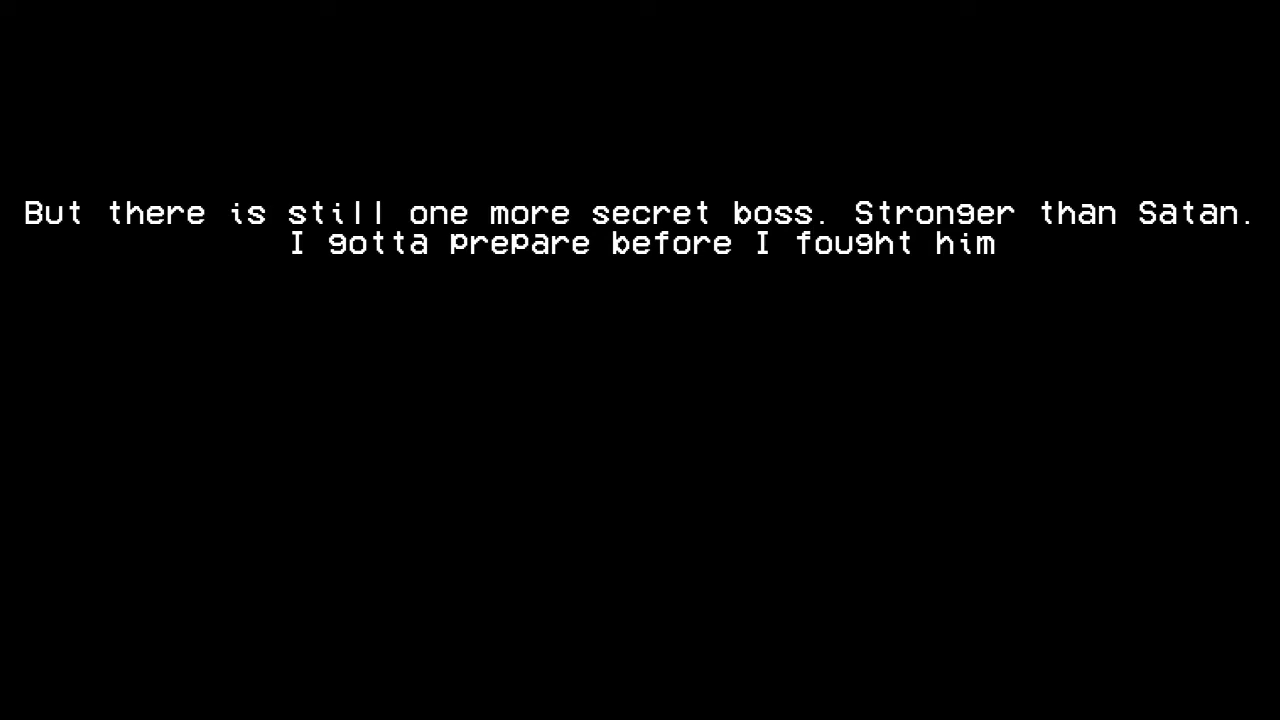 But there is still one more secret boss. Stronger than Satan.
I gotta prepare before I fought him